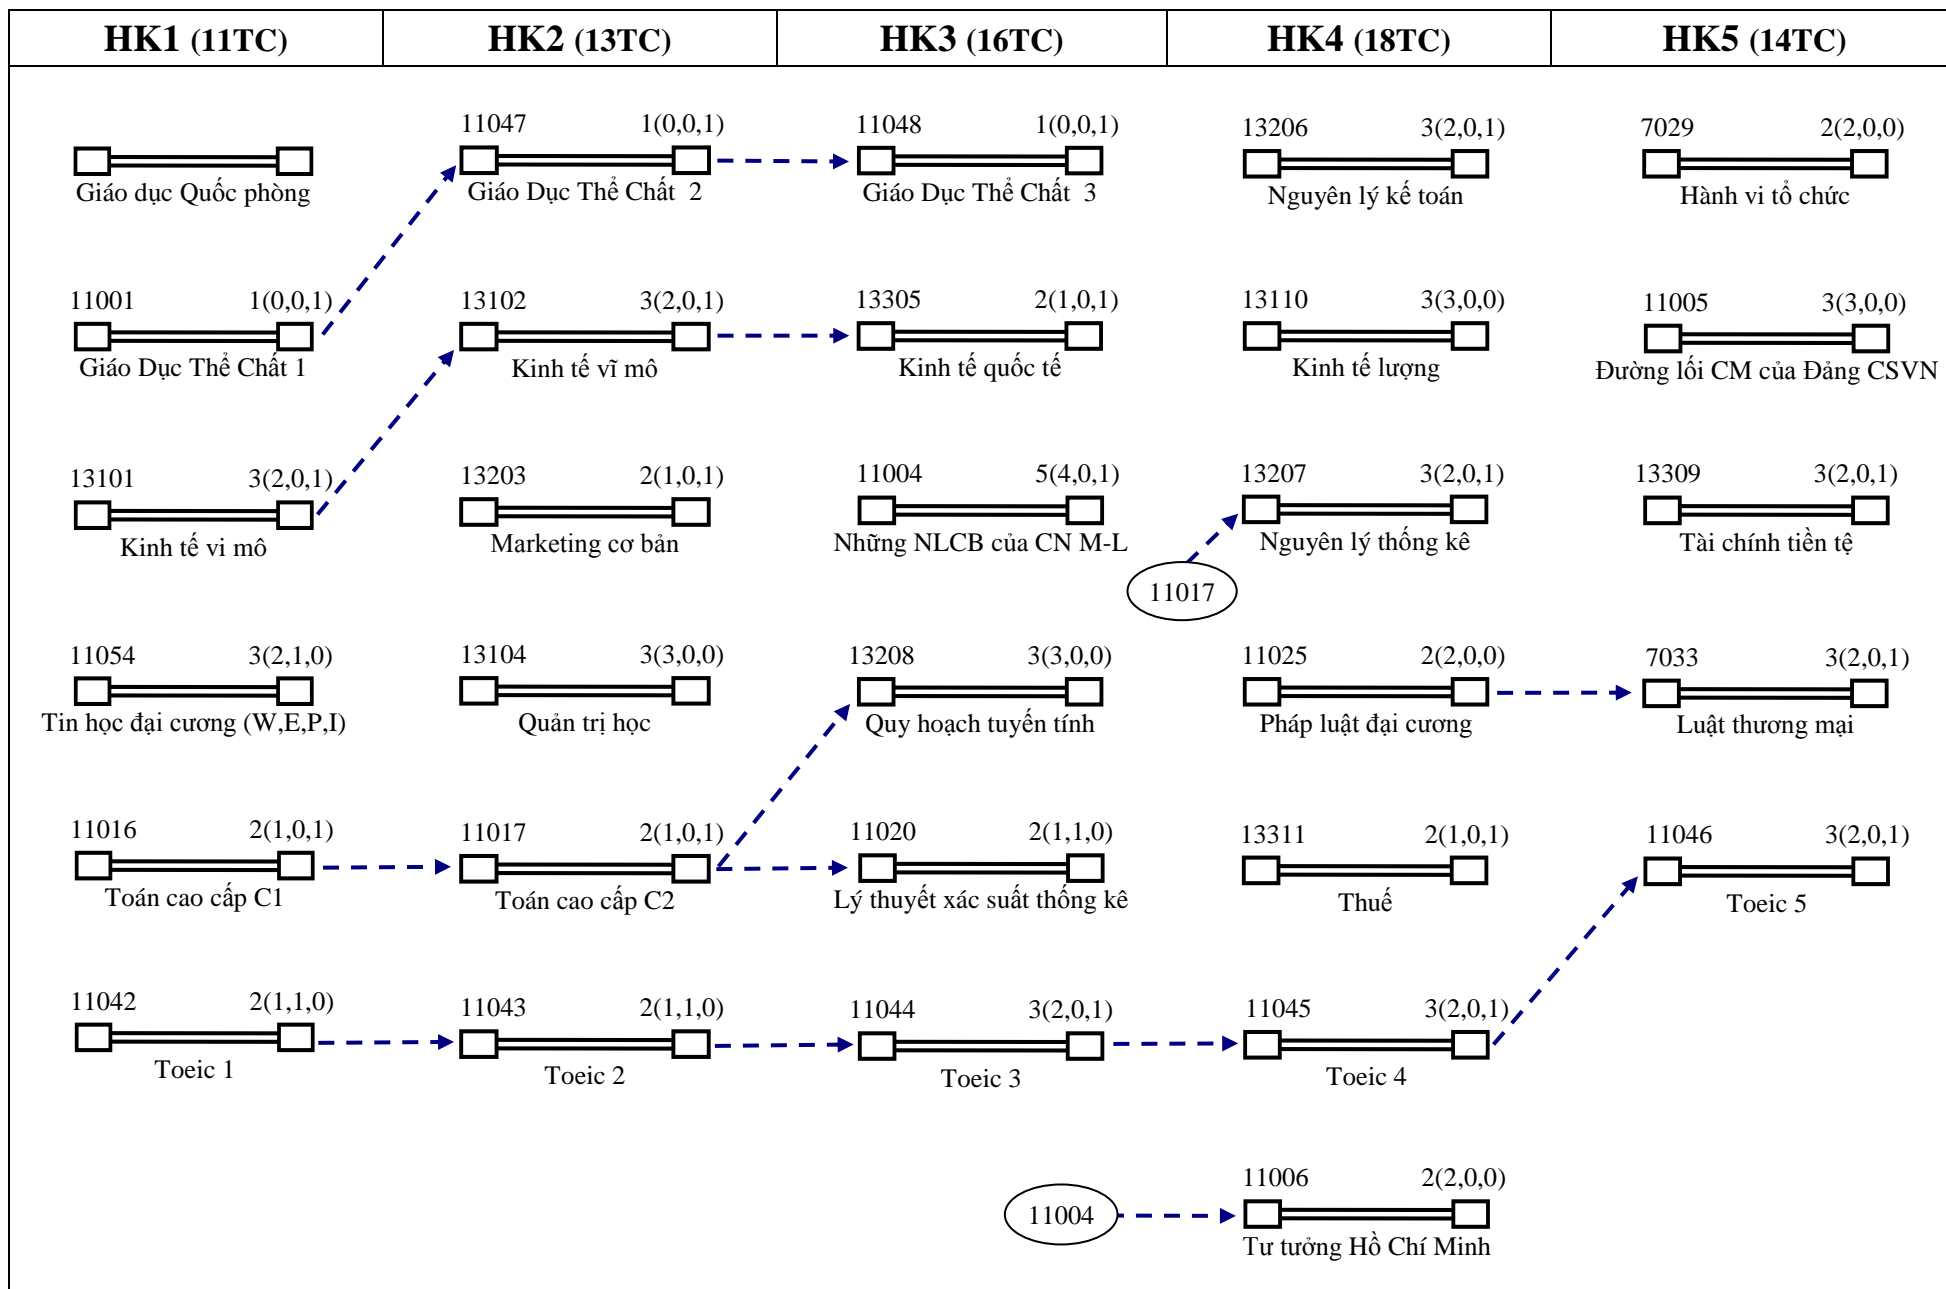 HK1 (11TC)
HK2 (13TC)
HK3 (16TC)
HK4 (18TC)
HK5 (14TC)
Giáo dục Quốc phòng
11047 1(0,0,1)
Giáo Dục Thể Chất 2
11048 1(0,0,1)
Giáo Dục Thể Chất 3
13206 3(2,0,1)
Nguyên lý kế toán
7029 2(2,0,0)
Hành vi tổ chức
11001 1(0,0,1)
Giáo Dục Thể Chất 1
13102 3(2,0,1)
Kinh tế vĩ mô
13305 2(1,0,1)
Kinh tế quốc tế
13110 3(3,0,0)
Kinh tế lượng
11005 3(3,0,0)
Đường lối CM của Đảng CSVN
13101 3(2,0,1)
Kinh tế vi mô
13203 2(1,0,1)
Marketing cơ bản
11004 5(4,0,1)
Những NLCB của CN M-L
13207 3(2,0,1)
Nguyên lý thống kê
11017
13309 3(2,0,1)
Tài chính tiền tệ
11054 3(2,1,0)
Tin học đại cương (W,E,P,I)
13104 3(3,0,0)
Quản trị học
13208 3(3,0,0)
Quy hoạch tuyến tính
11025 2(2,0,0)
Pháp luật đại cương
7033 3(2,0,1)
Luật thương mại
11016 2(1,0,1)
Toán cao cấp C1
11017 2(1,0,1)
Toán cao cấp C2
11020 2(1,1,0)
Lý thuyết xác suất thống kê
13311 2(1,0,1)
Thuế
11046 3(2,0,1)
Toeic 5
11042 2(1,1,0)
Toeic 1
11043 2(1,1,0)
Toeic 2
11044 3(2,0,1)
Toeic 3
11045 3(2,0,1)
Toeic 4
11004
11006 2(2,0,0)
Tư tưởng Hồ Chí Minh